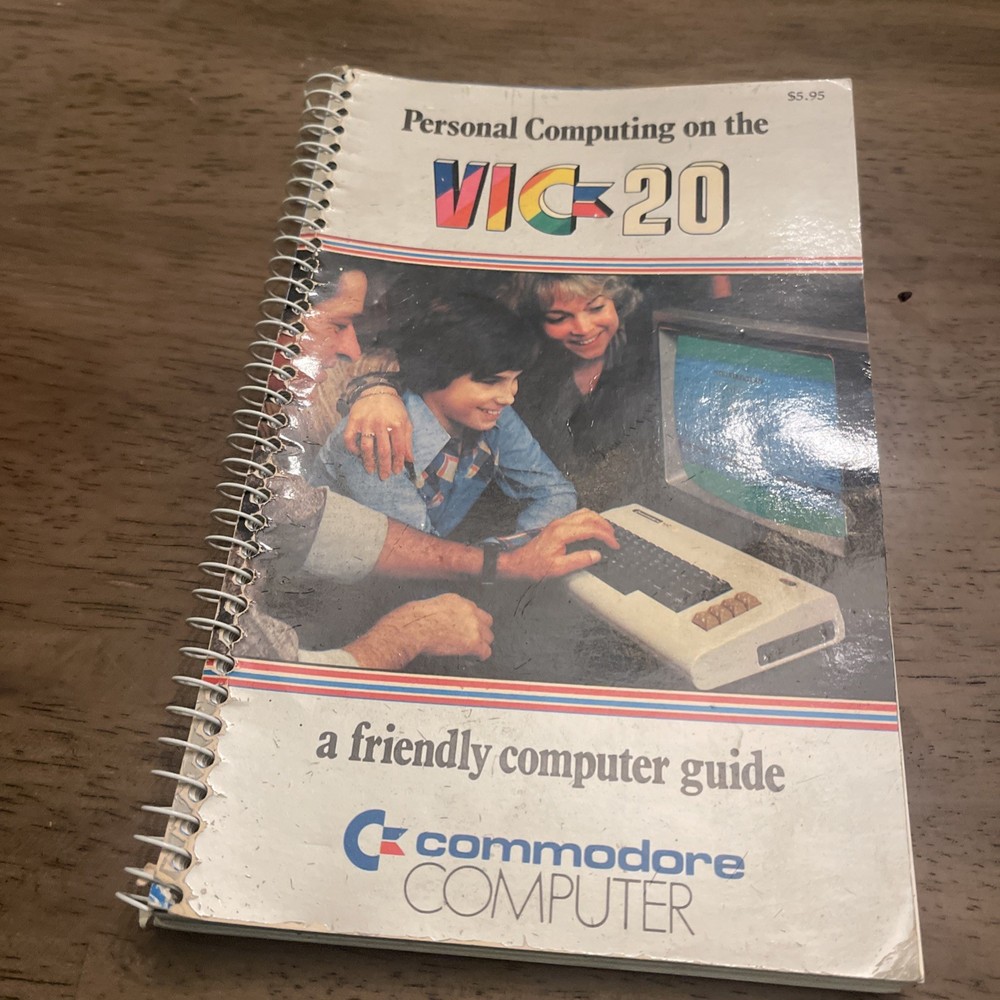 $5.95
Personal Computing on the
VIC 20
a friendly computer guide
commodore
COMPUTER